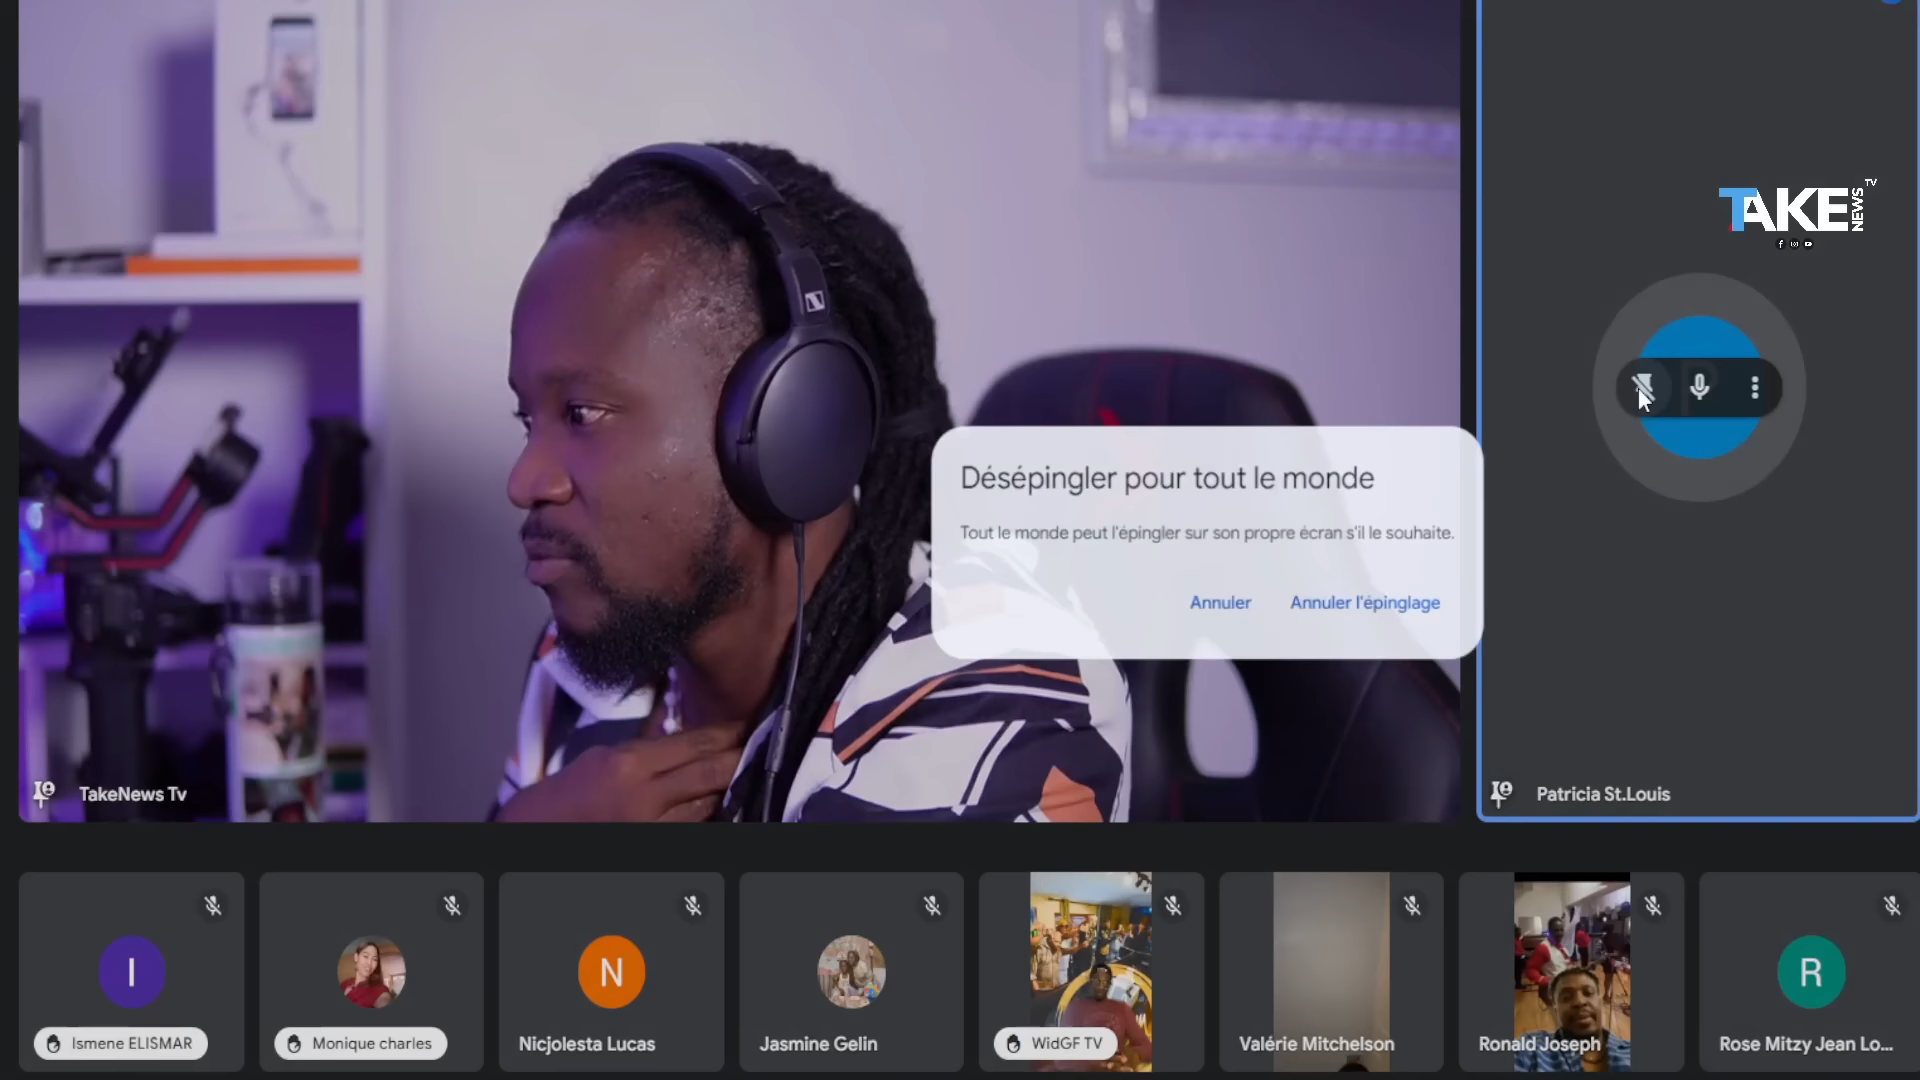 TAKE
NEWS
TV
Désépingler pour tout le monde
Tout le monde peut l'épingler sur son propre écran s'il le souhaite.
Annuler
Annuler l'épinglage
TakeNews Tv
Patricia St.Louis
I
Ismene ELISMAR
Monique charles
N
Nicjolesta Lucas
Jasmine Gelin
WidGF TV
Valérie Mitchelson
Ronald Joseph
R
Rose Mitzy Jean Lo...